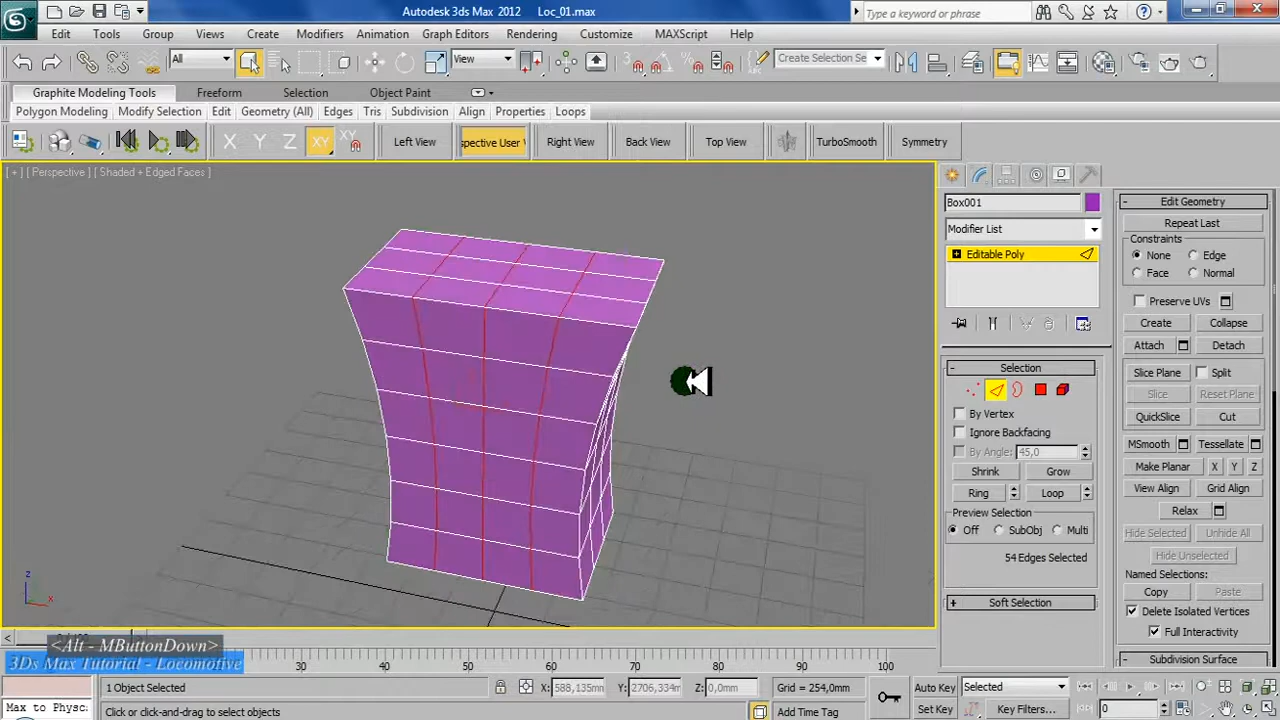 Autodesk 3ds Max 2012 Loc_01.max
Type a keyword or phrase
Edit Tools Group Views Create Modifiers Animation Graph Editors Rendering Customize MAXScript Help
All View Create Selection Se
Graphite Modeling Tools Freeform Selection Object Paint
Polygon Modeling Modify Selection Edit Geometry (All) Edges Tris Subdivision Align Properties Loops
X Y Z XY XY Left View spective User V Right View Back View Top View TurboSmooth Symmetry
[ + ] [ Perspective ] [ Shaded + Edged Faces ]
Box001
Modifier List
Editable Poly
Selection
By Vertex
Ignore Backfacing
By Angle: 45,0
Shrink Grow
Ring Loop
Preview Selection
Off SubObj Multi
54 Edges Selected
Soft Selection
Edit Geometry
Repeat Last
Constraints
None Edge
Face Normal
Preserve UVs
Create Collapse
Attach Detach
Slice Plane Split
Slice Reset Plane
QuickSlice Cut
MSmooth Tessellate
Make Planar X Y Z
View Align Grid Align
Relax
Hide Selected Unhide All
Hide Unselected
Named Selections:
Copy Paste
Delete Isolated Vertices
Full Interactivity
Subdivision Surface
z
x
<Alt - MButtonDown>
3Ds Max Tutorial - Locomotive
30 40 50 60 70 80 90 100
1 Object Selected X: 588,135mm Y: 2706,334m Z: 0,0mm Grid = 254,0mm Auto Key Selected
Max to Physc Click or click-and-drag to select objects Add Time Tag Set Key Key Filters... 0